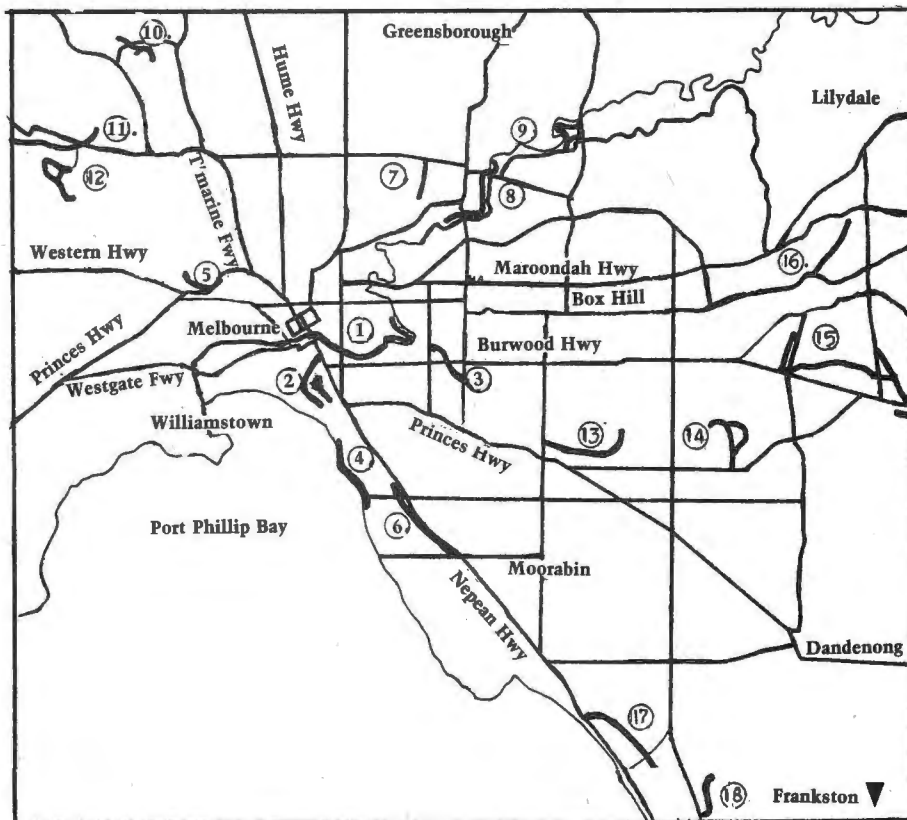 10.
Greensborough
Hume Hwy
Lilydale
11.
9
T'marine Fwy
7
12
8
Western Hwy
5
Maroondah Hwy
16.
Box Hill
Princes Hwy
Melbourne
1
Burwood Hwy
15
Westgate Fwy
2
3
Williamstown
Princes Hwy
13
14
4
Port Phillip Bay
6.
Moorabin
Nepean Hwy
Dandenong
17
18
Frankston